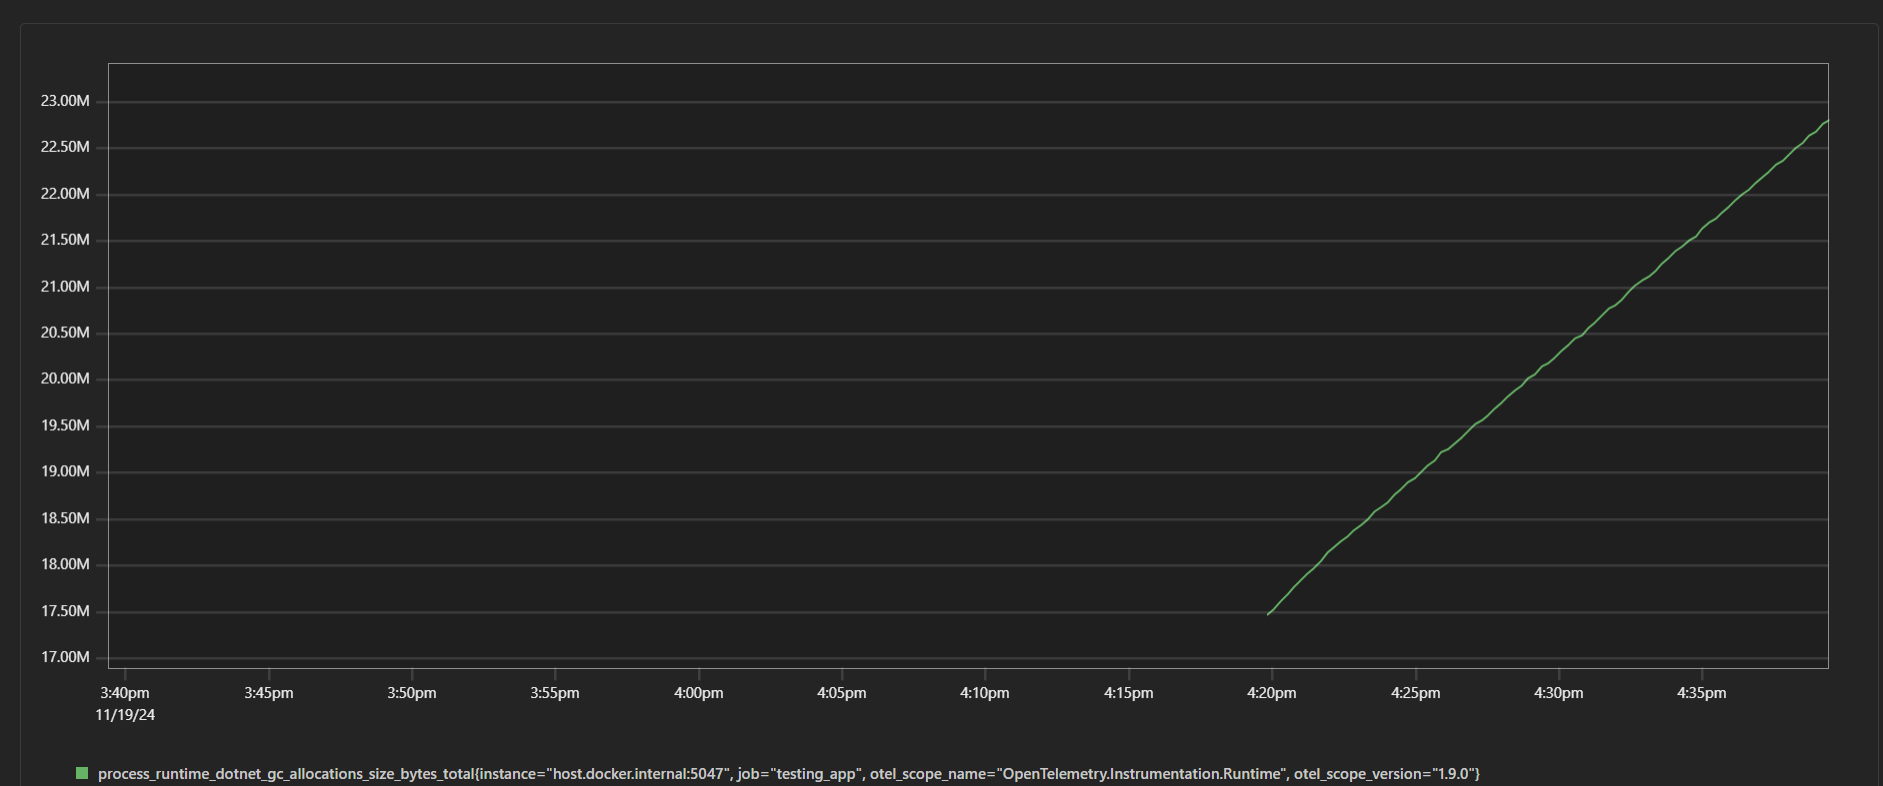 23.00M
22.50M
22.00M
21.50M
21.00M
20.50M
20.00M
19.50M
19.00M
18.50M
18.00M
17.50M
17.00M
3:40pm 3:45pm 3:50pm 3:55pm 4:00pm 4:05pm 4:10pm 4:15pm 4:20pm 4:25pm 4:30pm 4:35pm
11/19/24
process_runtime_dotnet_gc_allocations_size_bytes_total{instance="host.docker.internal:5047", job="testing_app", otel_scope_name="OpenTelemetry.Instrumentation.Runtime", otel_scope_version="1.9.0"}